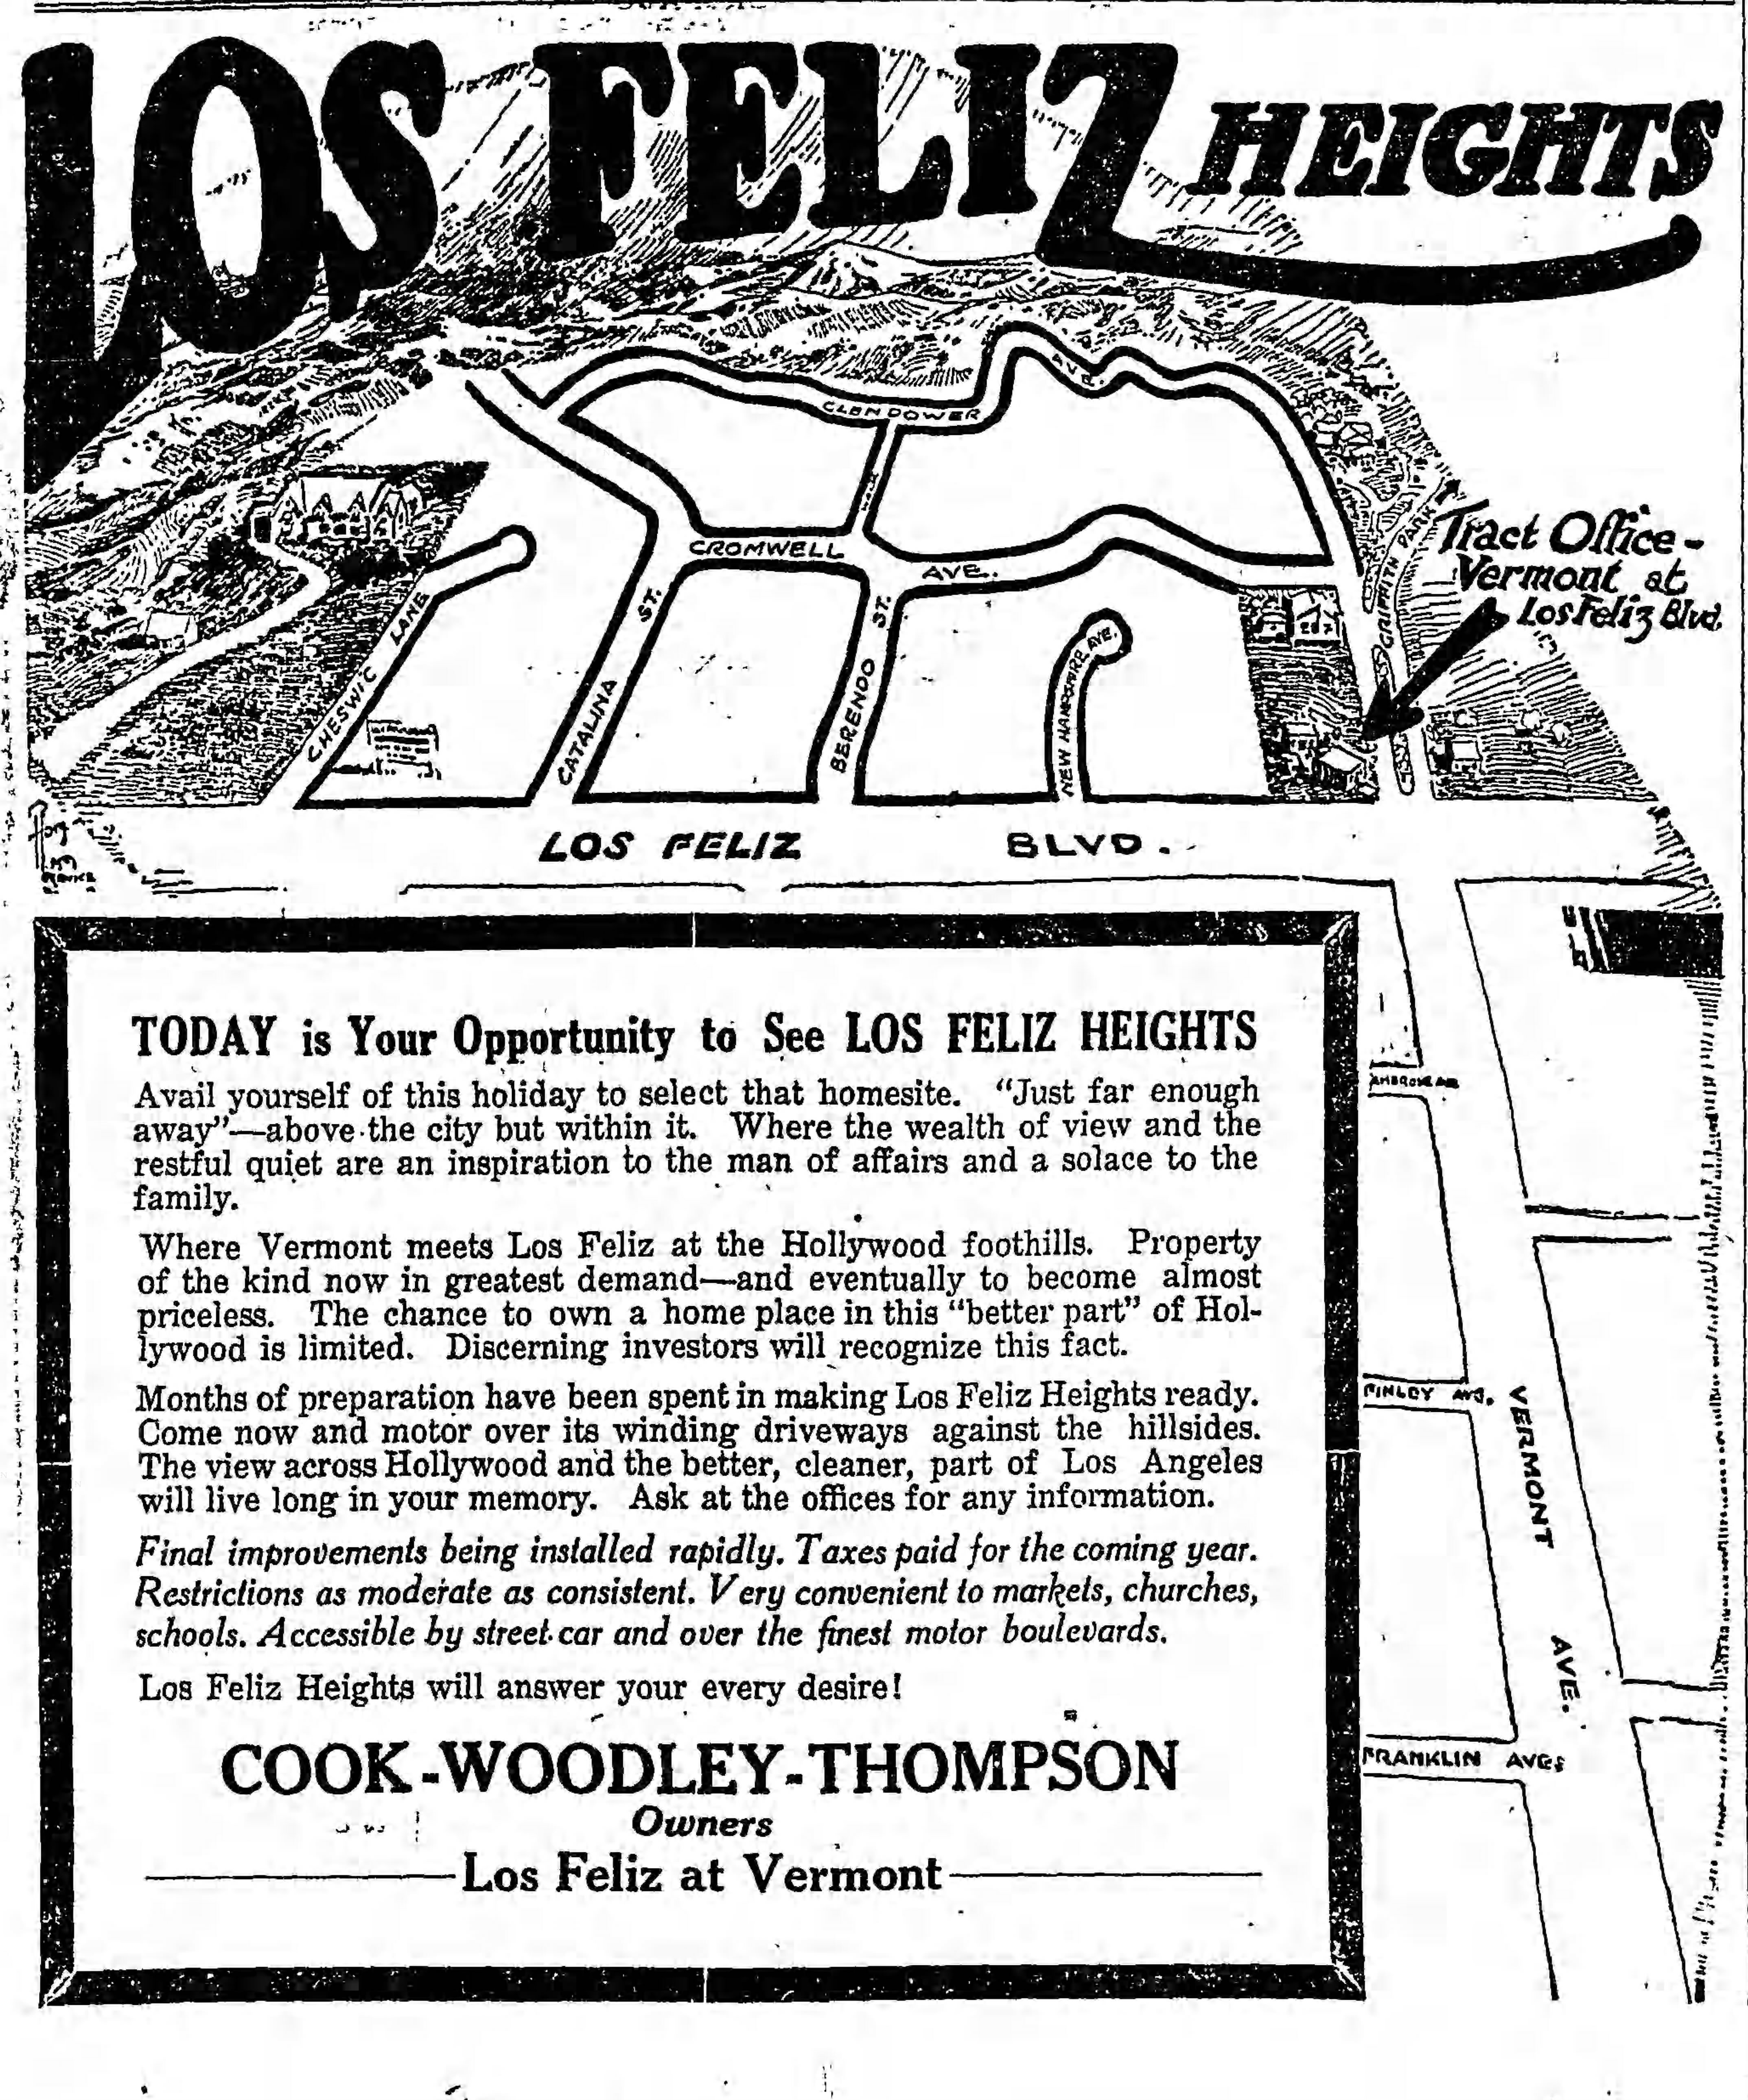 LOS FELIZ HEIGHTS
AVE.
GLENDOWER
Tract Office -
Vermont at
Los Feliz Blvd.
GRIFFITH PARK
CROMWELL
AVE.
CHESWIC LANE
CATALINA ST.
BERENDO ST.
NEW HAMPSHIRE AVE.
LOS FELIZ BLVD.
TODAY is Your Opportunity to See LOS FELIZ HEIGHTS
Avail yourself of this holiday to select that homesite. "Just far enough
away"—above the city but within it. Where the wealth of view and the
restful quiet are an inspiration to the man of affairs and a solace to the
family.
Where Vermont meets Los Feliz at the Hollywood foothills. Property
of the kind now in greatest demand—and eventually to become almost
priceless. The chance to own a home place in this "better part" of Hol-
lywood is limited. Discerning investors will recognize this fact.
Months of preparation have been spent in making Los Feliz Heights ready.
Come now and motor over its winding driveways against the hillsides.
The view across Hollywood and the better, cleaner, part of Los Angeles
will live long in your memory. Ask at the offices for any information.
Final improvements being installed rapidly. Taxes paid for the coming year.
Restrictions as moderate as consistent. Very convenient to markets, churches,
schools. Accessible by street car and over the finest motor boulevards.
Los Feliz Heights will answer your every desire!
COOK-WOODLEY-THOMPSON
Owners
Los Feliz at Vermont
AMBROSE AVE
FINLEY AVE.
VERMONT AVE.
FRANKLIN AVE.